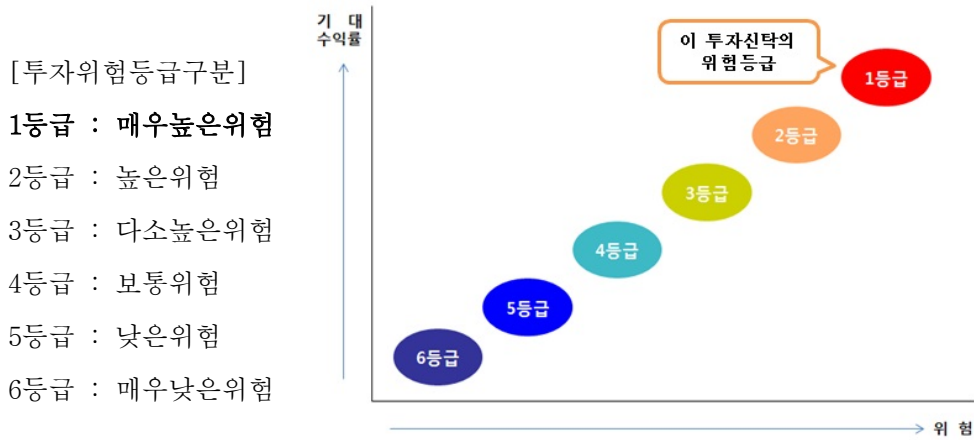 [투자위험등급구분]
1등급 : 매우높은위험
2등급 : 높은위험
3등급 : 다소높은위험
4등급 : 보통위험
5등급 : 낮은위험
6등급 : 매우낮은위험
기 대
수익률
이 투자신탁의
위험등급
1등급
2등급
3등급
4등급
5등급
6등급
위 험